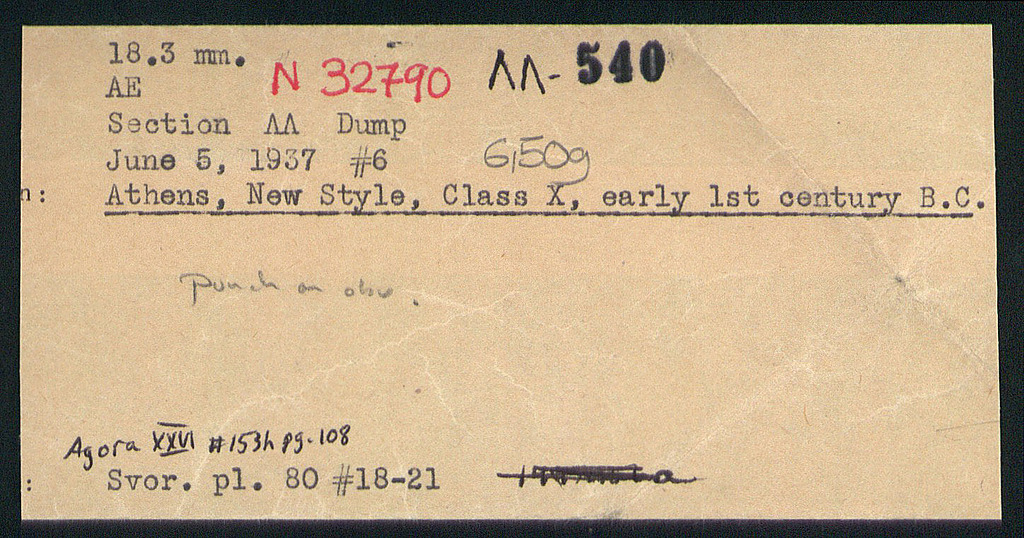 18.3 mm.
AE N 32790 ΛΛ- 540
Section ΛΛ Dump
June 5, 1937 #6 6,50g
n: Athens, New Style, Class X, early 1st century B.C.
punch on obv.
Agora XXVI #153h pg. 108
: Svor. pl. 80 #18-21